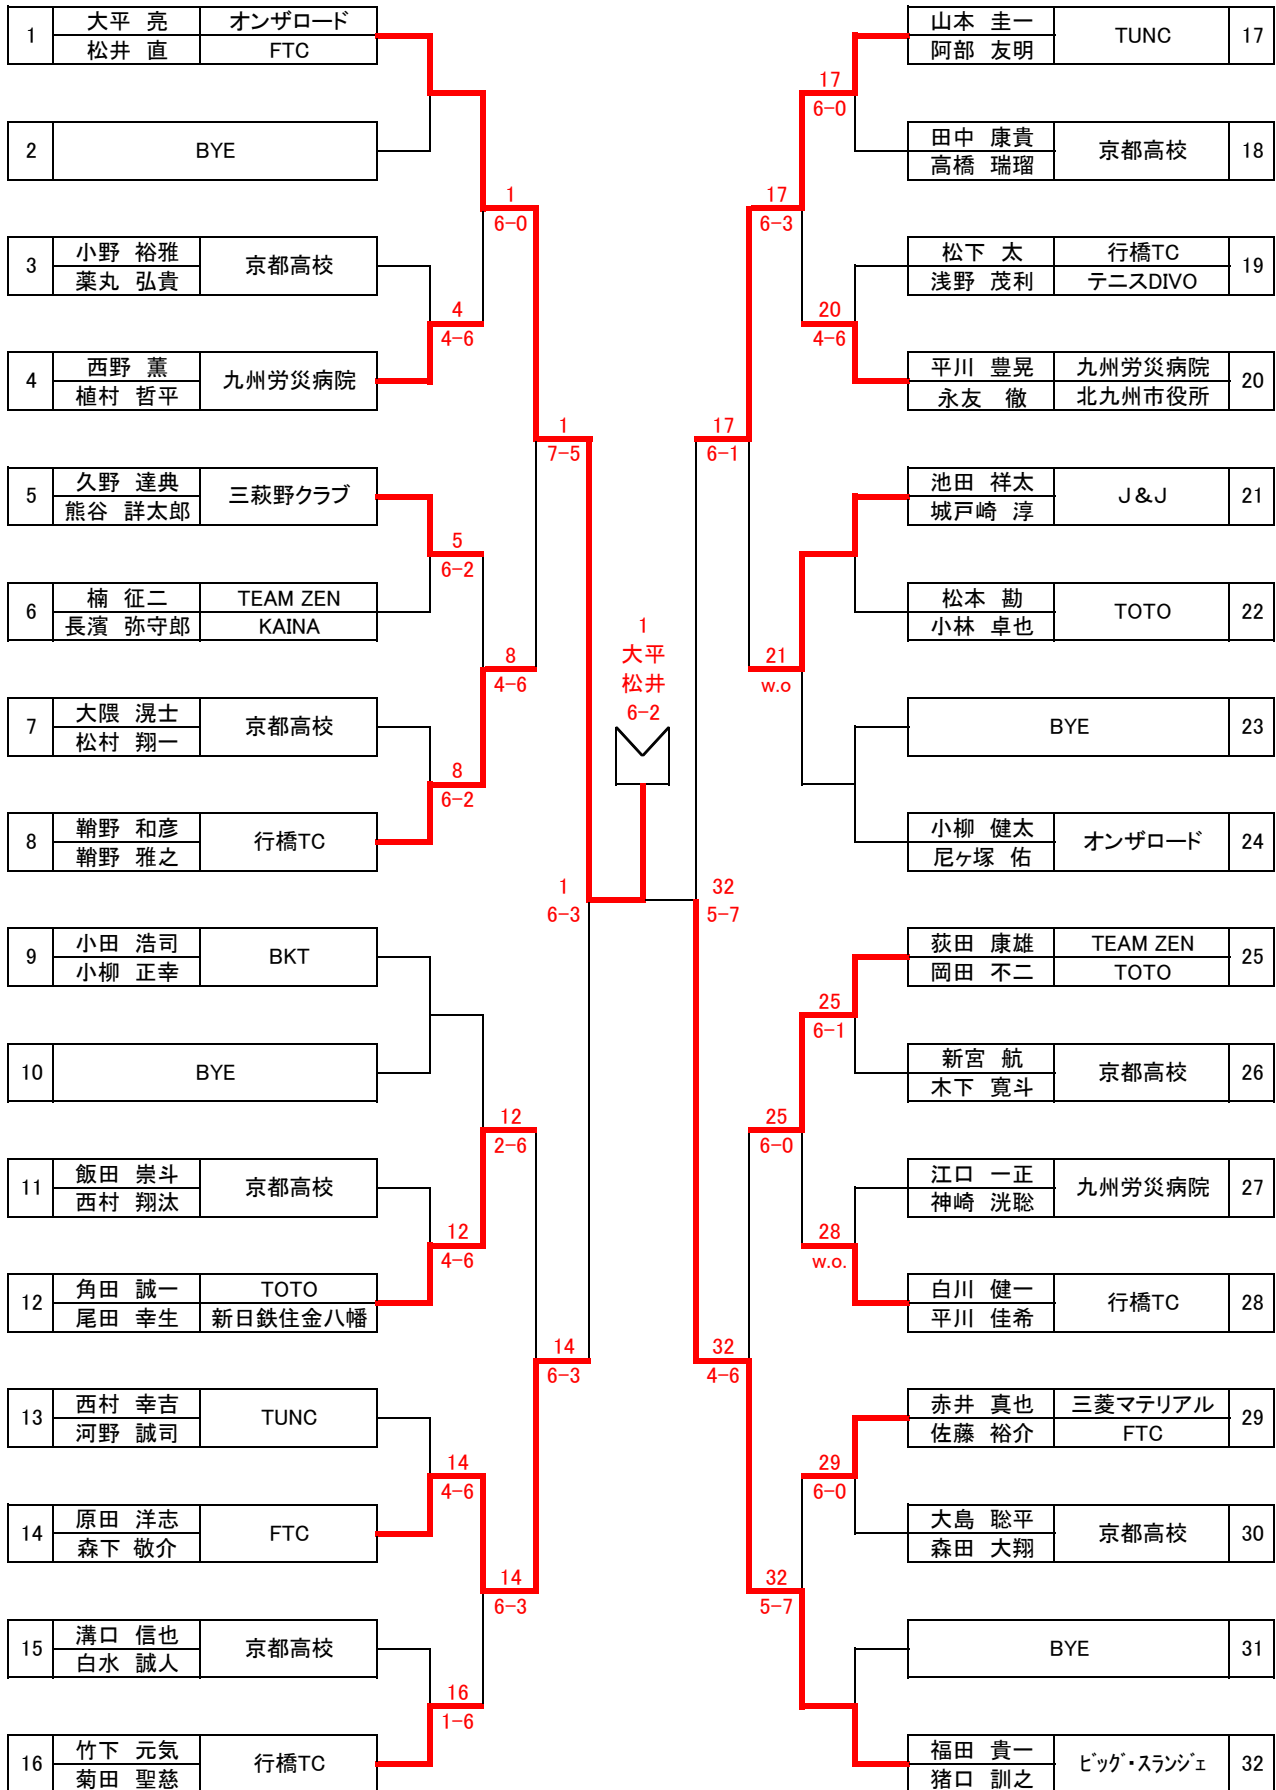 1 大平 亮 オンザロード
松井 直 FTC
2 BYE
1
6-0
3 小野 裕雅 京都高校
薬丸 弘貴
4
4-6
4 西野 薫 九州労災病院
植村 哲平
1
7-5
5 久野 達典 三萩野クラブ
熊谷 詳太郎
5
6-2
6 楠 征二 TEAM ZEN
長濱 弥守郎 KAINA
8
4-6
7 大隈 滉士 京都高校
松村 翔一
8
6-2
8 鞘野 和彦 行橋TC
鞘野 雅之
1
6-3
9 小田 浩司 BKT
小柳 正幸
10 BYE
12
2-6
11 飯田 崇斗 京都高校
西村 翔汰
12
4-6
12 角田 誠一 TOTO
尾田 幸生 新日鉄住金八幡
14
6-3
13 西村 幸吉 TUNC
河野 誠司
14
4-6
14 原田 洋志 FTC
森下 敬介
14
6-3
15 溝口 信也 京都高校
白水 誠人
16
1-6
16 竹下 元気 行橋TC
菊田 聖慈
1
大平
松井
6-2
山本 圭一 TUNC 17
阿部 友明
17
6-0
田中 康貴 京都高校 18
高橋 瑞瑠
17
6-3
松下 太 行橋TC 19
浅野 茂利 テニスDIVO
20
4-6
平川 豊晃 九州労災病院 20
永友 徹 北九州市役所
17
6-1
池田 祥太 J&J 21
城戸崎 淳
松本 勘 TOTO 22
小林 卓也
21
w.o
BYE 23
小柳 健太 オンザロード 24
尼ヶ塚 佑
32
5-7
荻田 康雄 TEAM ZEN 25
岡田 不二 TOTO
25
6-1
新宮 航 京都高校 26
木下 寛斗
25
6-0
江口 一正 九州労災病院 27
神崎 洸聡
28
w.o.
白川 健一 行橋TC 28
平川 佳希
32
4-6
赤井 真也 三菱マテリアル 29
佐藤 裕介 FTC
29
6-0
大島 聡平 京都高校 30
森田 大翔
32
5-7
BYE 31
福田 貴一 ビッグ・スランジェ 32
猪口 訓之